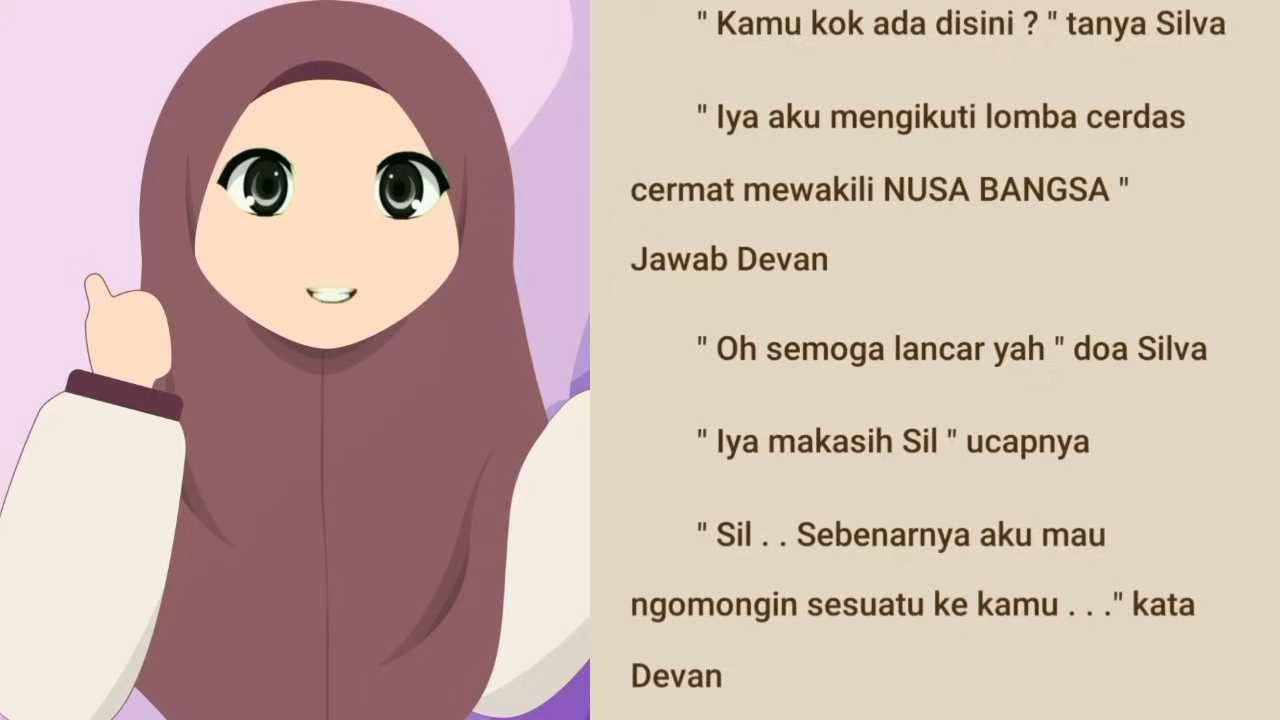 " Kamu kok ada disini ? " tanya Silva
" Iya aku mengikuti lomba cerdas
cermat mewakili NUSA BANGSA "
Jawab Devan
" Oh semoga lancar yah " doa Silva
" Iya makasih Sil " ucapnya
" Sil . . Sebenarnya aku mau
ngomongin sesuatu ke kamu . . ." kata
Devan